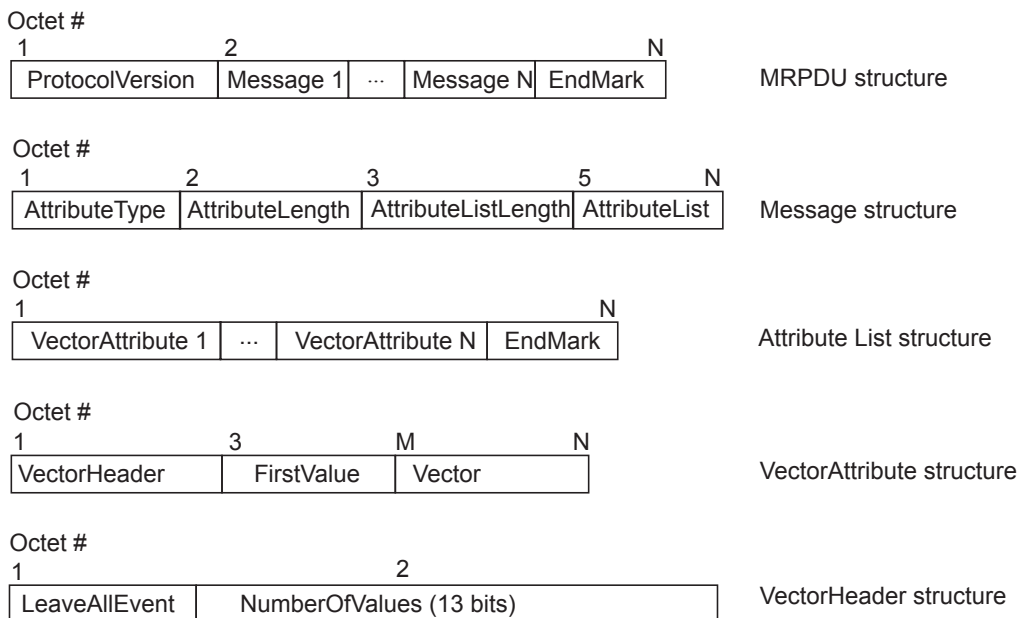 Octet #
1 2 N
ProtocolVersion Message 1 ... Message N EndMark MRPDU structure
Octet #
1 2 3 5 N
AttributeType AttributeLength AttributeListLength AttributeList Message structure
Octet #
1 N
VectorAttribute 1 ... VectorAttribute N EndMark Attribute List structure
Octet #
1 3 M N
VectorHeader FirstValue Vector VectorAttribute structure
Octet #
1 2
LeaveAllEvent NumberOfValues (13 bits) VectorHeader structure